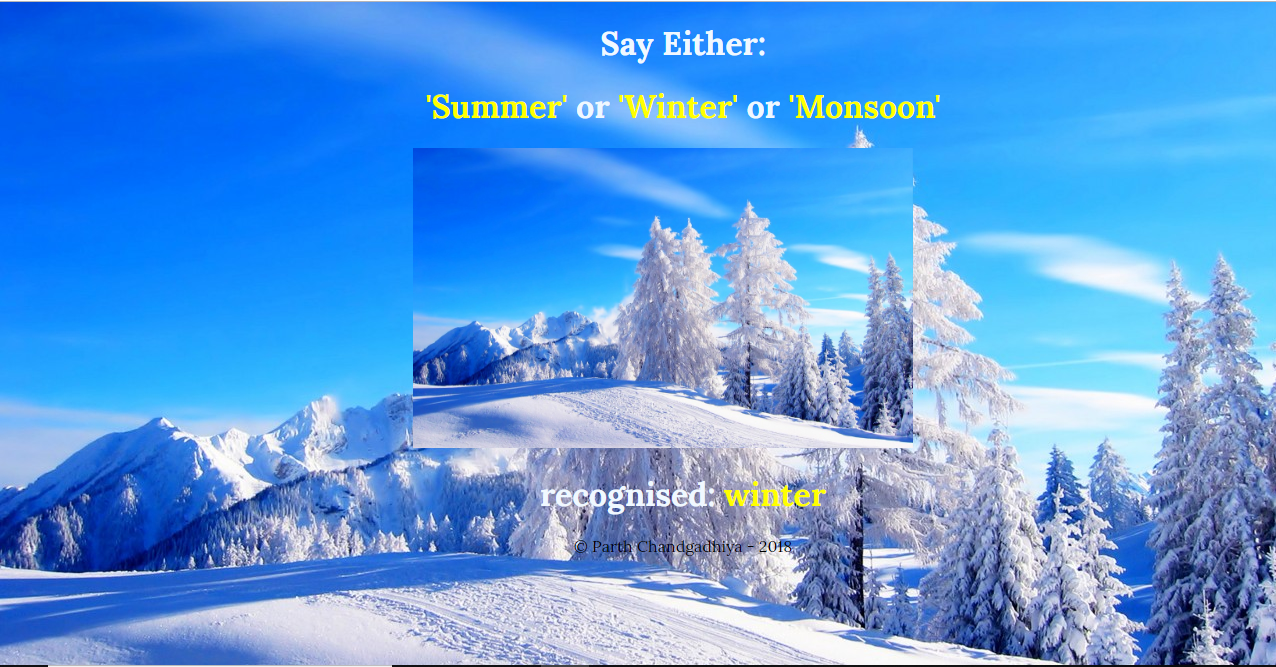 Say Either:
'Summer' or 'Winter' or 'Monsoon'
recognised: winter
© Parth Chandgadhiya - 2018